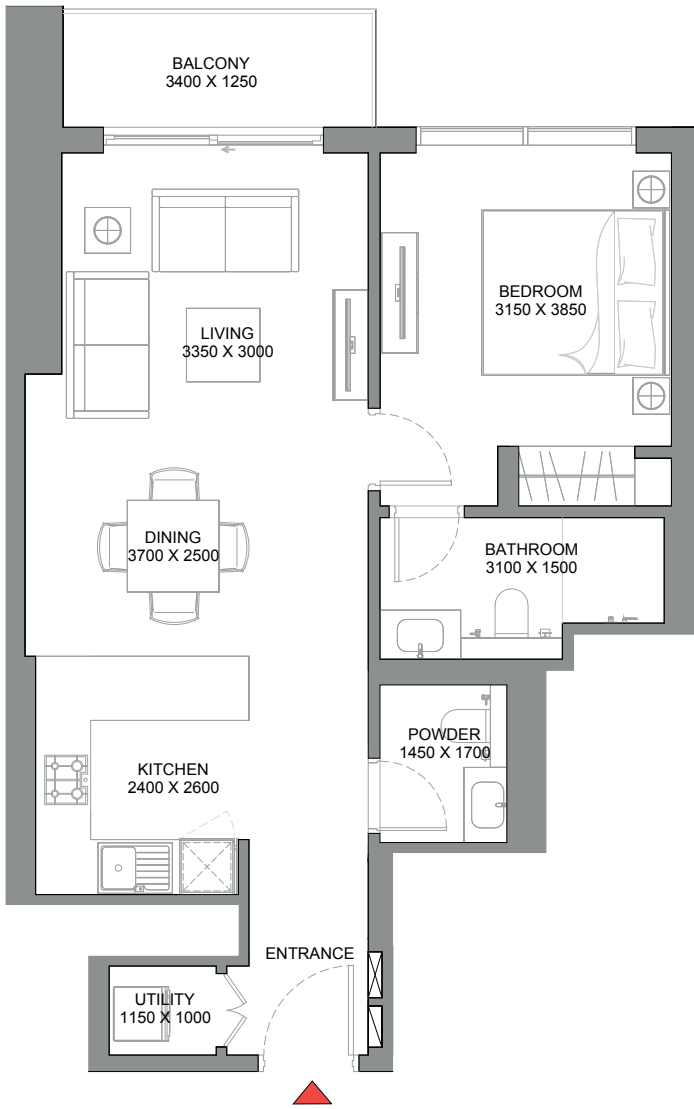 BALCONY
3400 X 1250
BEDROOM
3150 X 3850
LIVING
3350 X 3000
DINING
3700 X 2500
BATHROOM
3100 X 1500
POWDER
1450 X 1700
KITCHEN
2400 X 2600
ENTRANCE
UTILITY
1150 X 1000